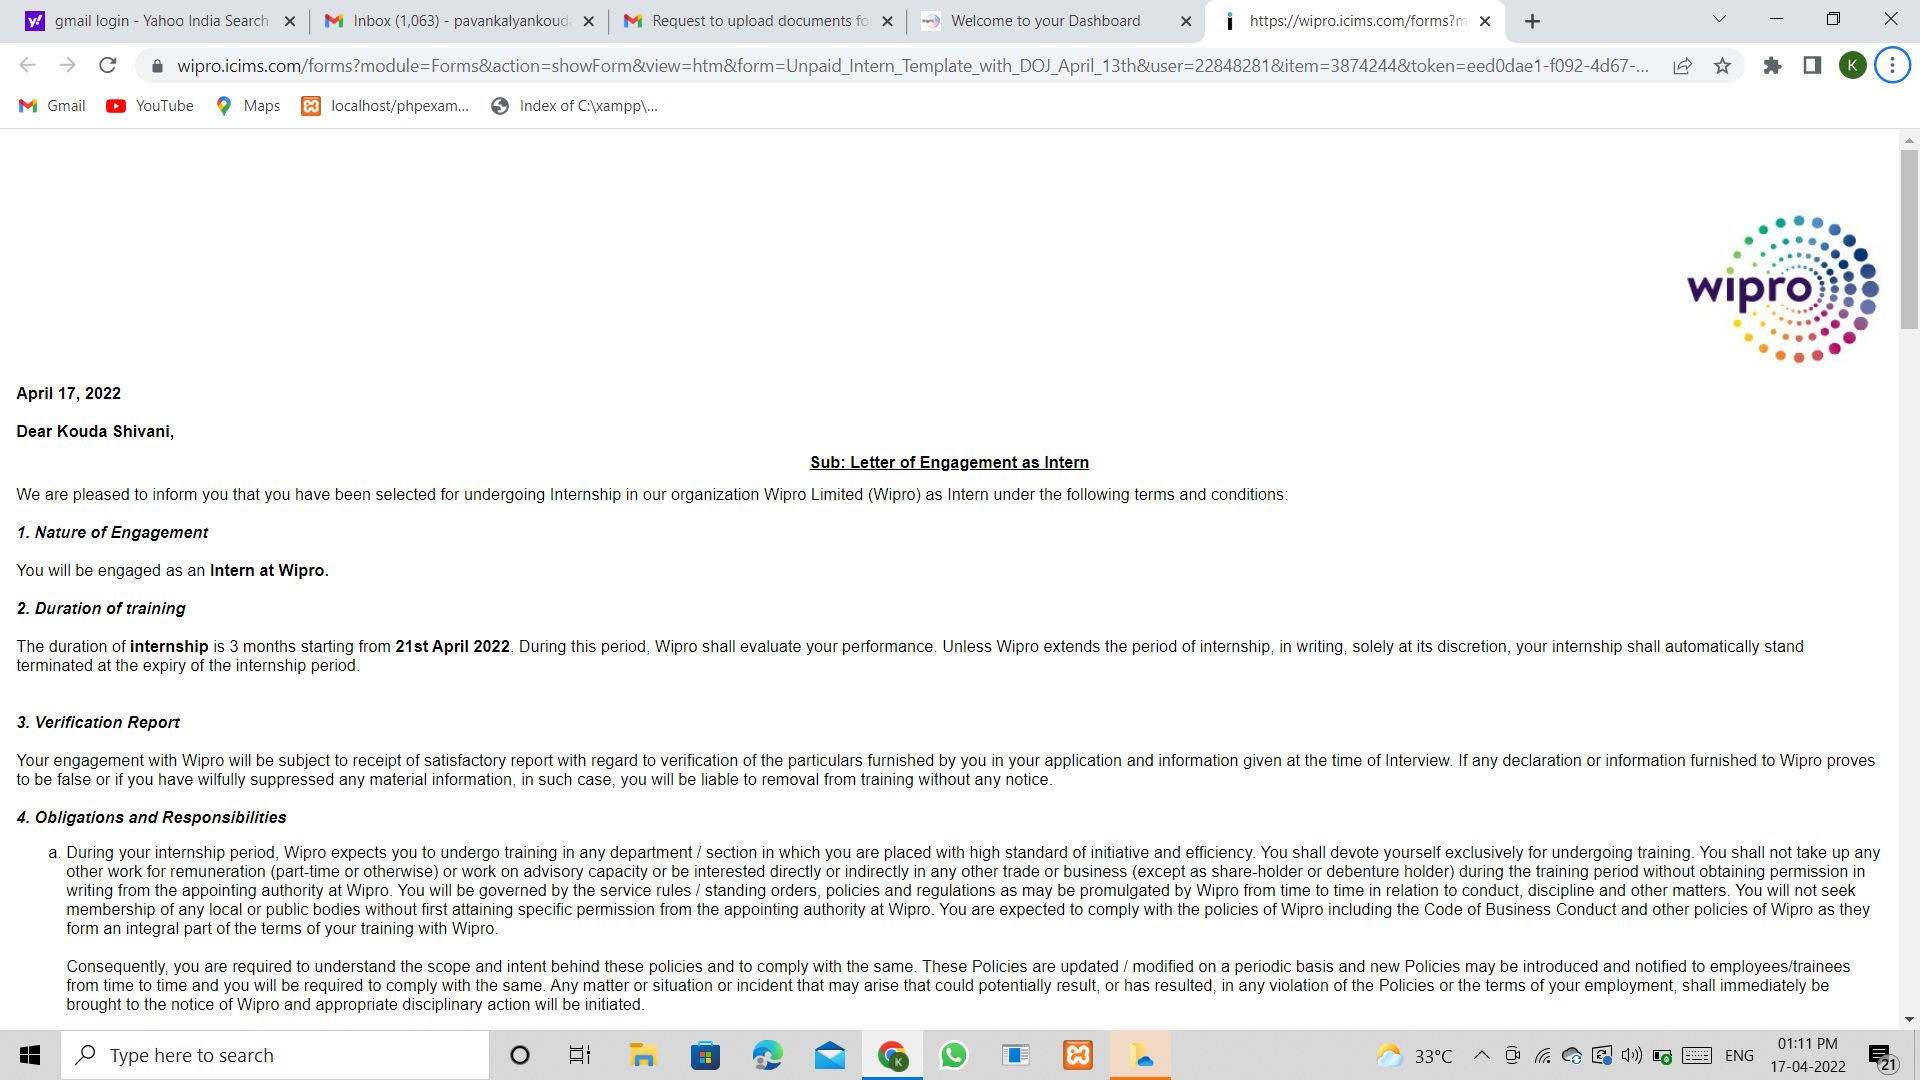 gmail login - Yahoo India Search
Inbox (1,063) - pavankalyankouda
Request to upload documents fo
Welcome to your Dashboard
https://wipro.icims.com/forms?m
wipro.icims.com/forms?module=Forms&action=showForm&view=htm&form=Unpaid_Intern_Template_with_DOJ_April_13th&user=22848281&item=3874244&token=eed0dae1-f092-4d67-...
K
Gmail
YouTube
Maps
localhost/phpexam...
Index of C:\xampp\...
wipro
April 17, 2022
Dear Kouda Shivani,
Sub: Letter of Engagement as Intern
We are pleased to inform you that you have been selected for undergoing Internship in our organization Wipro Limited (Wipro) as Intern under the following terms and conditions:
1. Nature of Engagement
You will be engaged as an Intern at Wipro.
2. Duration of training
The duration of internship is 3 months starting from 21st April 2022. During this period, Wipro shall evaluate your performance. Unless Wipro extends the period of internship, in writing, solely at its discretion, your internship shall automatically stand
terminated at the expiry of the internship period.
3. Verification Report
Your engagement with Wipro will be subject to receipt of satisfactory report with regard to verification of the particulars furnished by you in your application and information given at the time of Interview. If any declaration or information furnished to Wipro proves
to be false or if you have wilfully suppressed any material information, in such case, you will be liable to removal from training without any notice.
4. Obligations and Responsibilities
a. During your internship period, Wipro expects you to undergo training in any department / section in which you are placed with high standard of initiative and efficiency. You shall devote yourself exclusively for undergoing training. You shall not take up any
other work for remuneration (part-time or otherwise) or work on advisory capacity or be interested directly or indirectly in any other trade or business (except as share-holder or debenture holder) during the training period without obtaining permission in
writing from the appointing authority at Wipro. You will be governed by the service rules / standing orders, policies and regulations as may be promulgated by Wipro from time to time in relation to conduct, discipline and other matters. You will not seek
membership of any local or public bodies without first attaining specific permission from the appointing authority at Wipro. You are expected to comply with the policies of Wipro including the Code of Business Conduct and other policies of Wipro as they
form an integral part of the terms of your training with Wipro.
Consequently, you are required to understand the scope and intent behind these policies and to comply with the same. These Policies are updated / modified on a periodic basis and new Policies may be introduced and notified to employees/trainees
from time to time and you will be required to comply with the same. Any matter or situation or incident that may arise that could potentially result, or has resulted, in any violation of the Policies or the terms of your employment, shall immediately be
brought to the notice of Wipro and appropriate disciplinary action will be initiated.
Type here to search
33°C
ENG
01:11 PM
17-04-2022
21